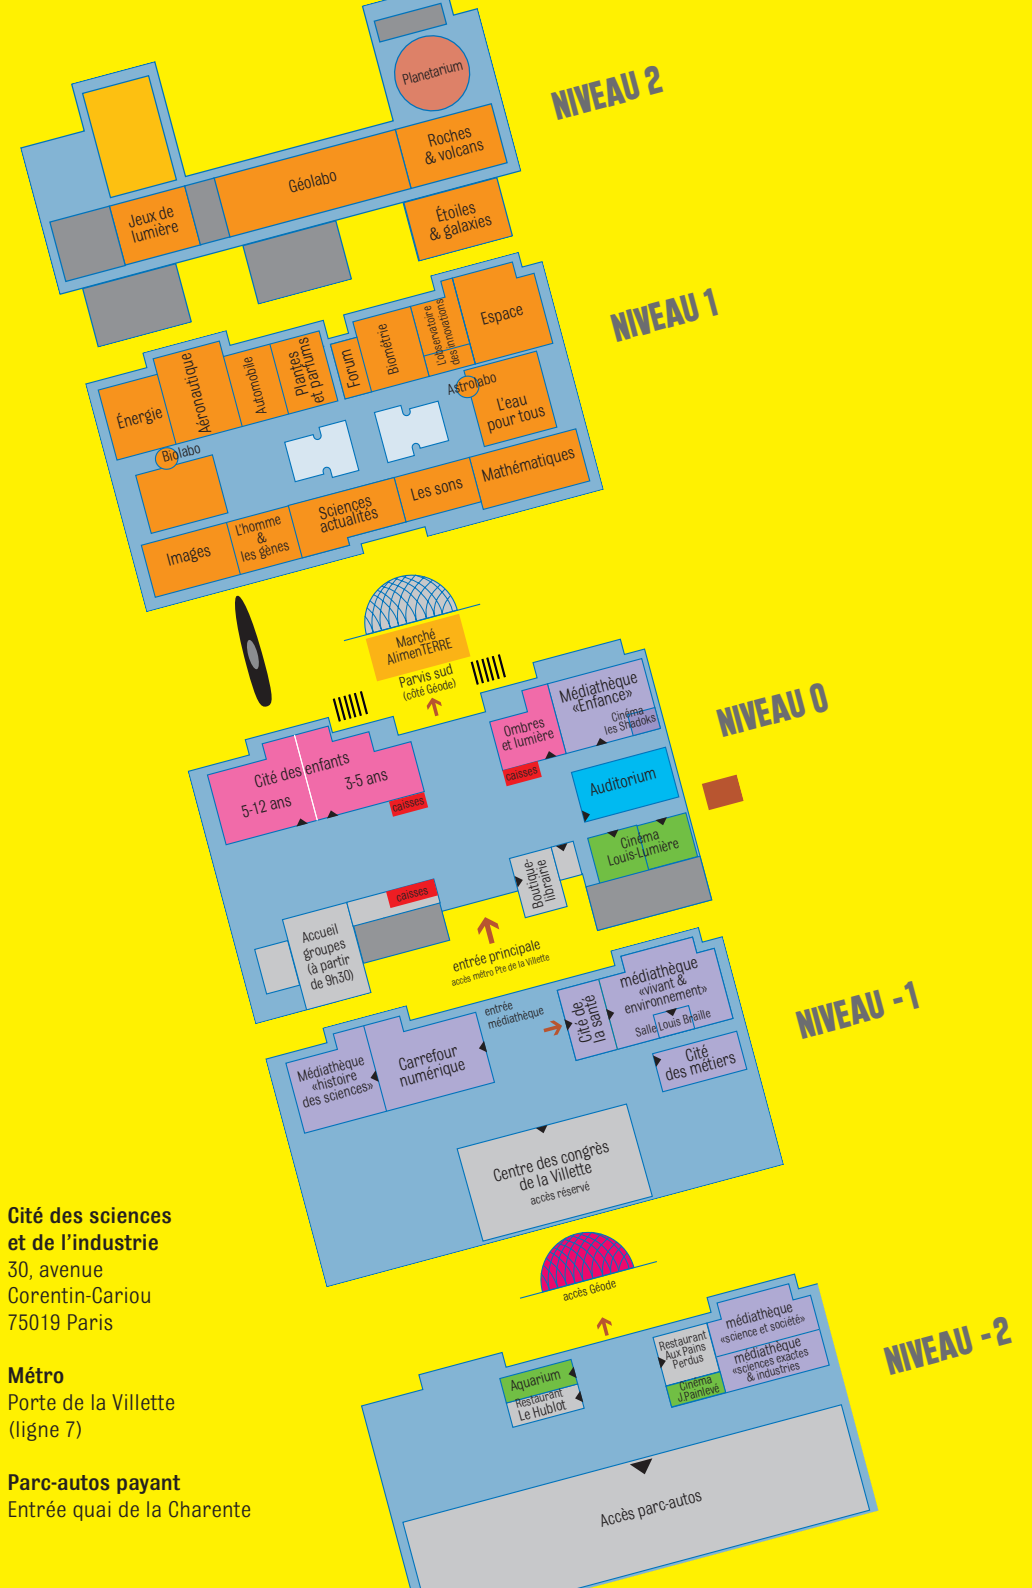 NIVEAU 2
Planetarium
Roches
& volcans
Géolabo
Jeux de
lumière
Étoiles
& galaxies
NIVEAU 1
Espace
L'observatoire
des innovations
Biométrie
Forum
Plantes
et parfums
Automobile
Aéronautique
Énergie
Astrolabo
L'eau
pour tous
Biolabo
Mathématiques
Les sons
Sciences
actualités
L'homme
&
les gènes
Images
Marché
AlimenTERRE
Parvis sud
(côté Géode)
NIVEAU 0
Médiathèque
«Enfance»
Cinéma
les Shadoks
Ombres
et lumière
caisses
Cité des enfants
5-12 ans
3-5 ans
caisses
Auditorium
Cinéma
Louis-Lumière
Boutique-
librairie
caisses
Accueil
groupes
(à partir
de 9h30)
entrée principale
accès métro Pte de la Villette
NIVEAU -1
entrée
médiathèque
Cité de
la santé
médiathèque
«vivant &
environnement»
Salle Louis Braille
Cité
des métiers
Carrefour
numérique
Médiathèque
«histoire
des sciences»
Centre des congrès
de la Villette
accès réservé
accès Géode
NIVEAU -2
médiathèque
«science et société»
médiathèque
«sciences exactes
& industries
Restaurant
Aux Pains
Perdus
Cinéma
J.Painlevé
Aquarium
Restaurant
Le Hublot
Accès parc-autos
Cité des sciences
et de l'industrie
30, avenue
Corentin-Cariou
75019 Paris
Métro
Porte de la Villette
(ligne 7)
Parc-autos payant
Entrée quai de la Charente